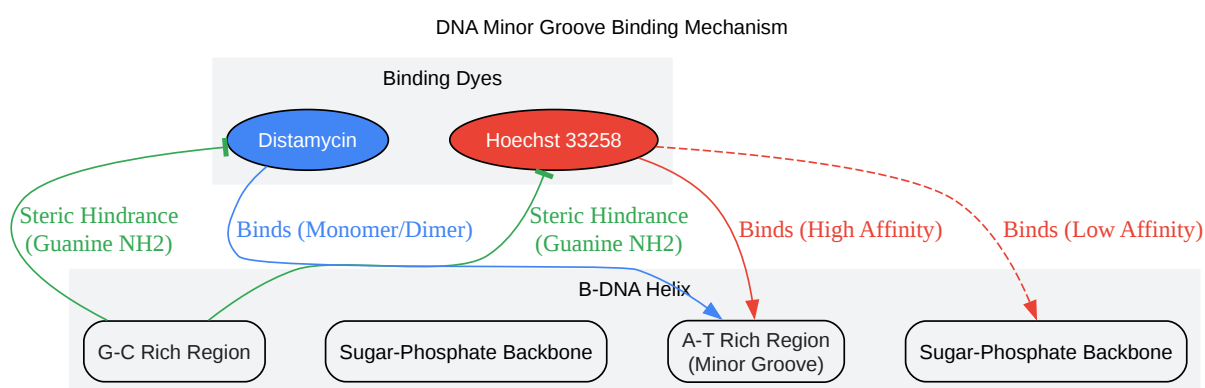 DNA Minor Groove Binding Mechanism
Binding Dyes
Distamycin
Hoechst 33258
Steric Hindrance
(Guanine NH2)
Binds (Monomer/Dimer)
Steric Hindrance
(Guanine NH2)
Binds (High Affinity)
Binds (Low Affinity)
B-DNA Helix
G-C Rich Region
Sugar-Phosphate Backbone
A-T Rich Region
(Minor Groove)
Sugar-Phosphate Backbone